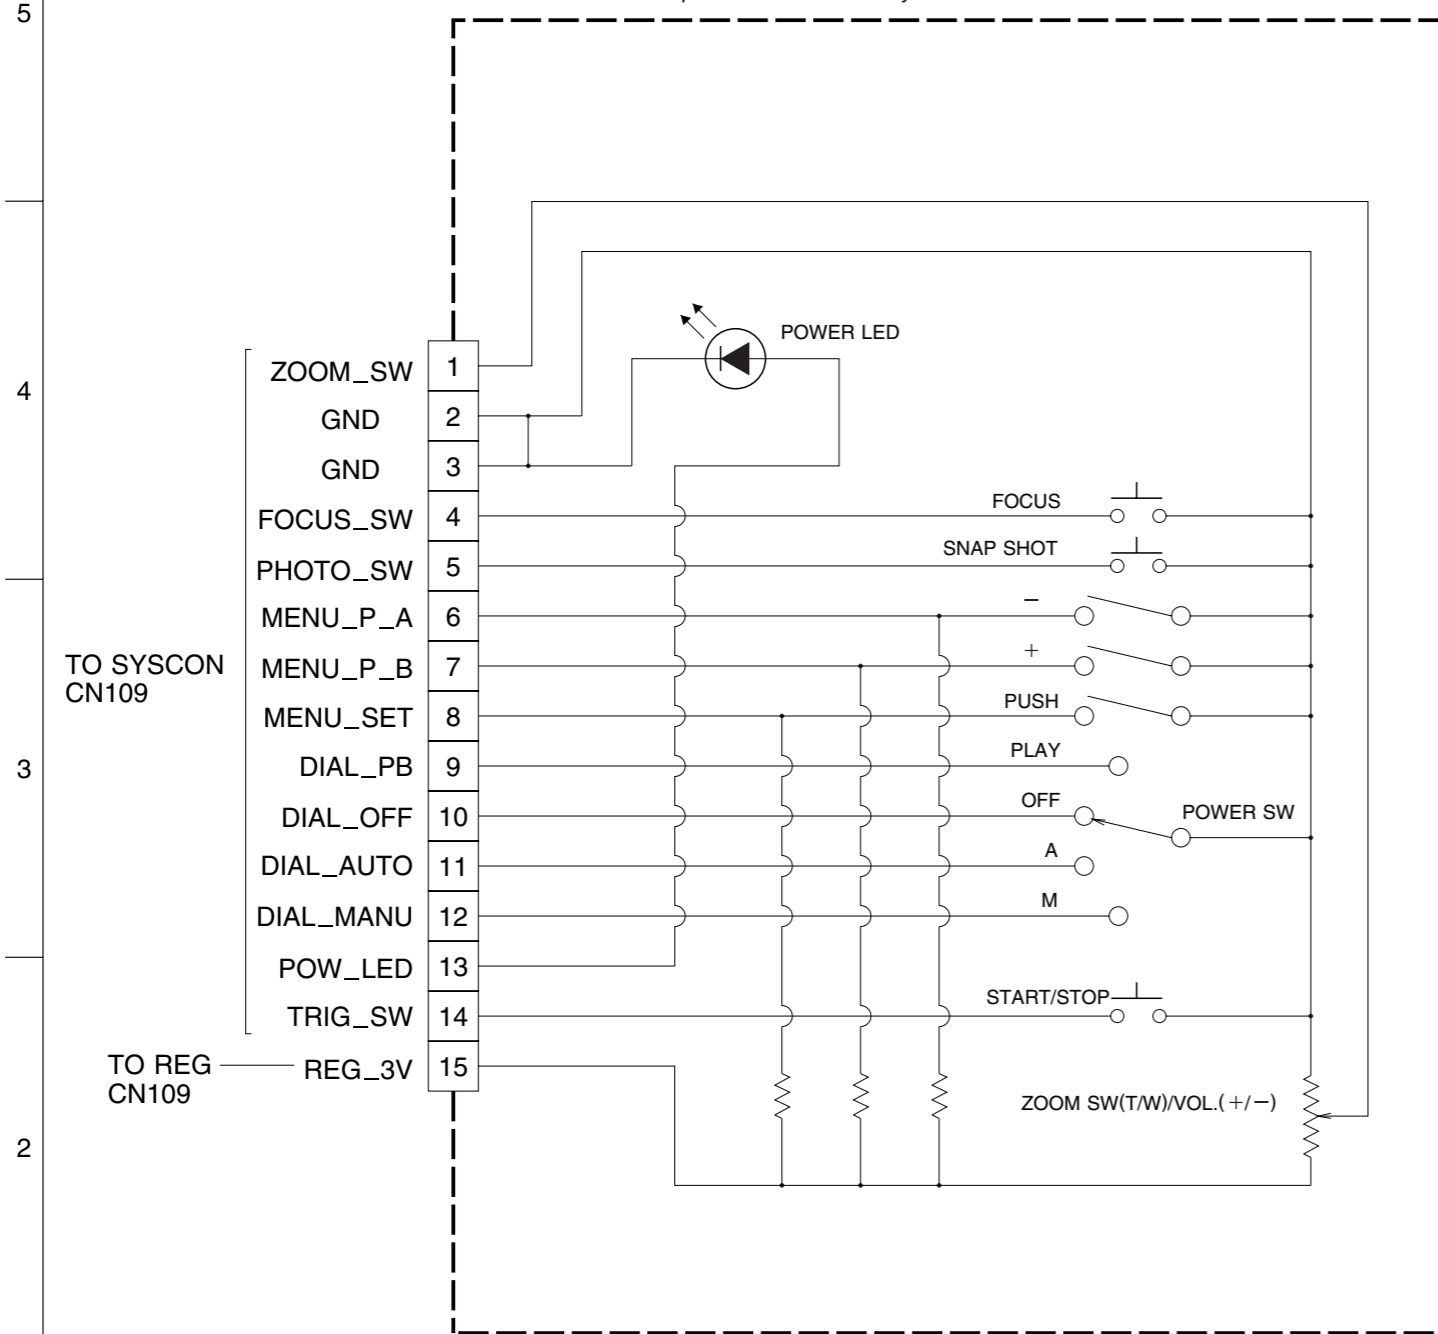 5
POWER LED
ZOOM_SW 1
4
GND 2
GND 3
FOCUS_SW 4 FOCUS
PHOTO_SW 5 SNAP SHOT
MENU_P_A 6 −
TO SYSCON
CN109
MENU_P_B 7 +
MENU_SET 8 PUSH
3
DIAL_PB 9 PLAY
DIAL_OFF 10 OFF POWER SW
DIAL_AUTO 11 A
DIAL_MANU 12 M
POW_LED 13
TRIG_SW 14 START/STOP
TO REG
CN109
REG_3V 15
ZOOM SW(T/W)/VOL.(+/−)
2